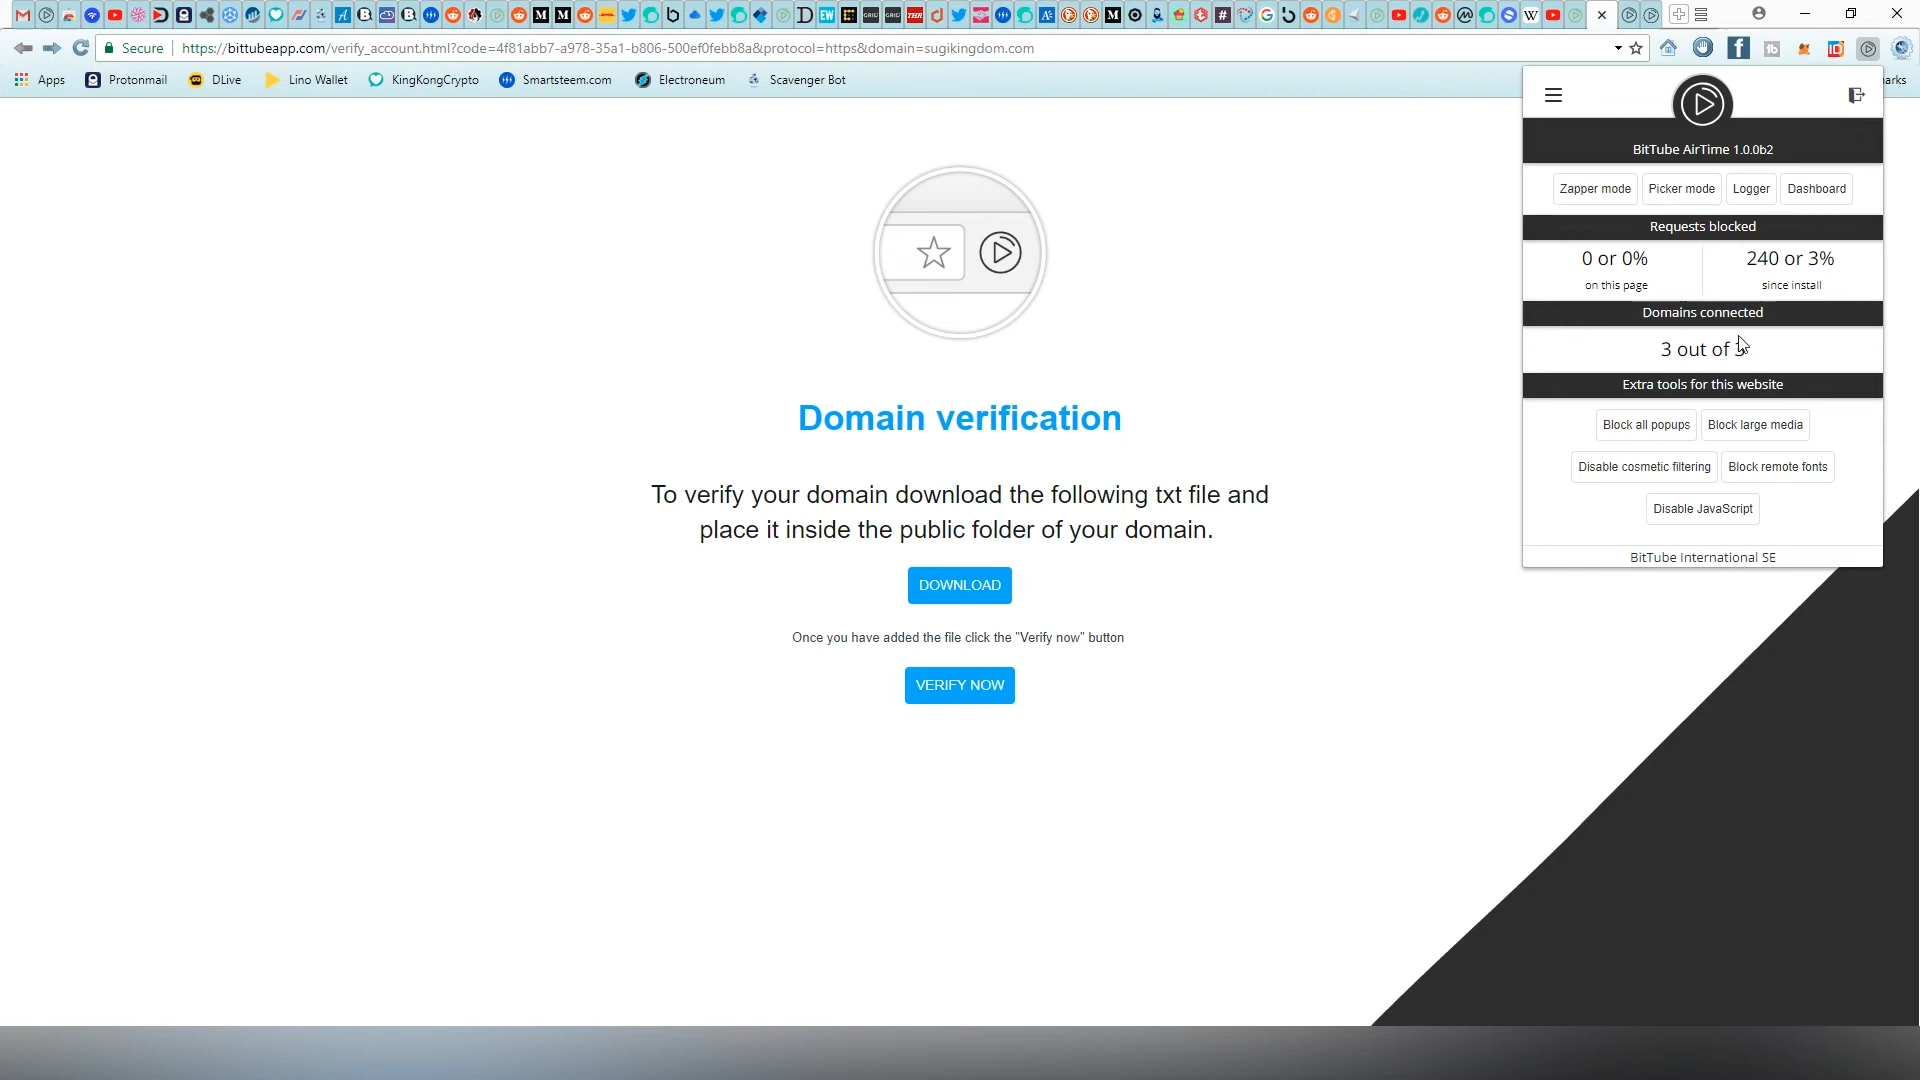 Secure
https://bittubeapp.com/verify_account.html?code=4f81abb7-a978-35a1-b806-500ef0febb8a&protocol=https&domain=sugikingdom.com
Apps
Protonmail
DLive
Lino Wallet
KingKongCrypto
Smartsteem.com
Electroneum
Scavenger Bot
arks
BitTube AirTime 1.0.0b2
Zapper mode
Picker mode
Logger
Dashboard
Requests blocked
0 or 0%
240 or 3%
on this page
since install
Domains connected
3 out of 3
Extra tools for this website
Block all popups
Block large media
Disable cosmetic filtering
Block remote fonts
Disable JavaScript
BitTube International SE
Domain verification
To verify your domain download the following txt file and
place it inside the public folder of your domain.
DOWNLOAD
Once you have added the file click the "Verify now" button
VERIFY NOW